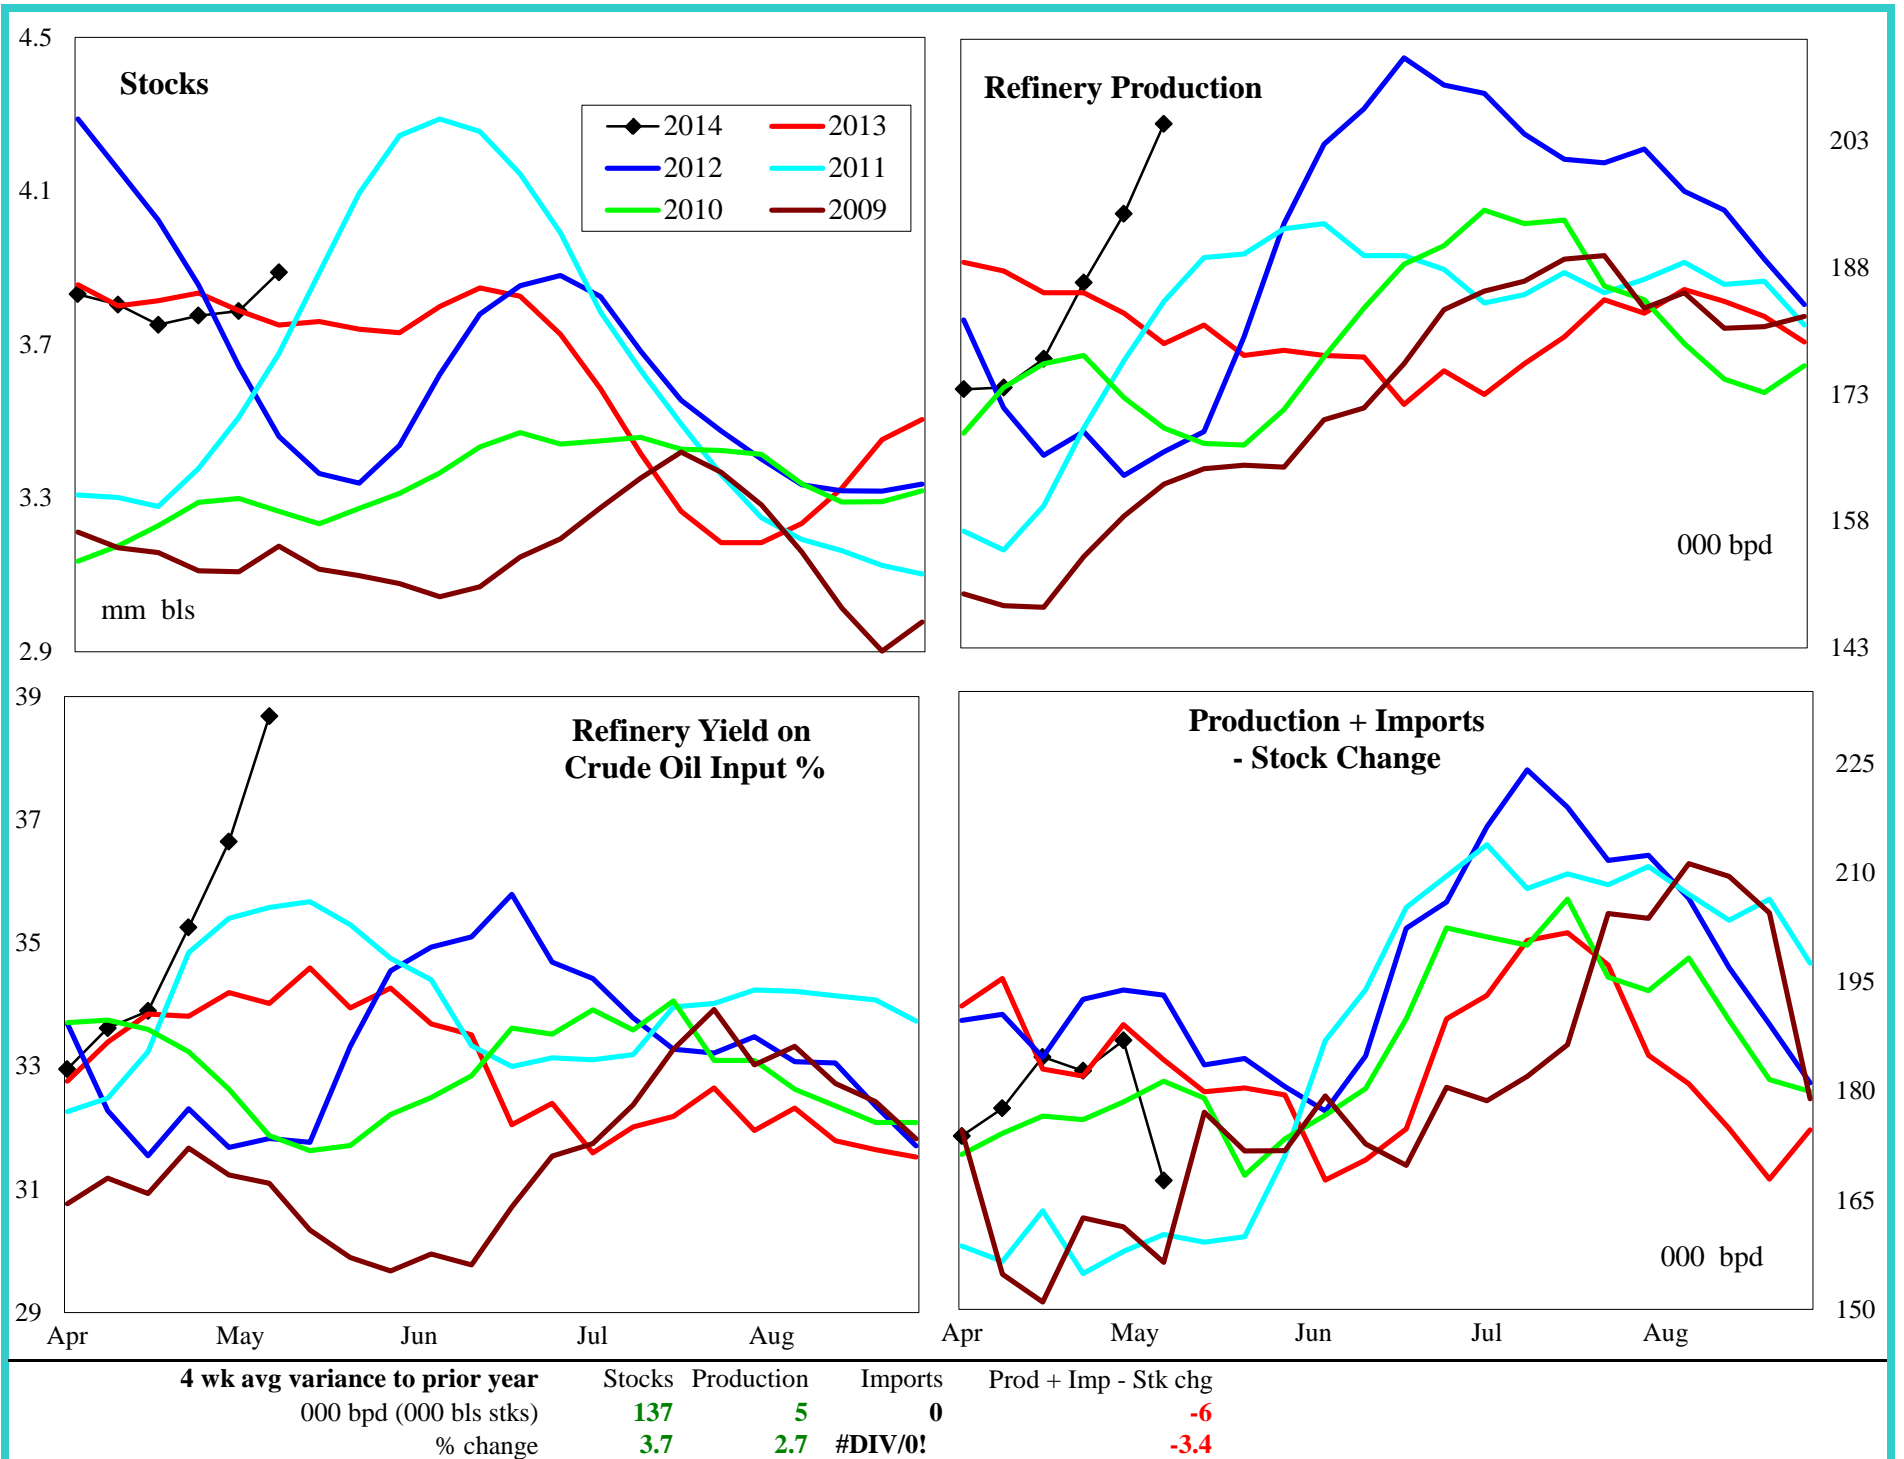 Stocks
4.5
4.1
3.7
3.3
2.9
2014 2013
2012 2011
2010 2009
mm bls
Refinery Production
203
188
173
158
143
000 bpd
Refinery Yield on
Crude Oil Input %
39
37
35
33
31
29
Apr May Jun Jul Aug
Production + Imports
- Stock Change
225
210
195
180
165
150
000 bpd
Apr May Jun Jul Aug
4 wk avg variance to prior year Stocks Production Imports Prod + Imp - Stk chg
000 bpd (000 bls stks) 137 5 0 -6
% change 3.7 2.7 #DIV/0! -3.4